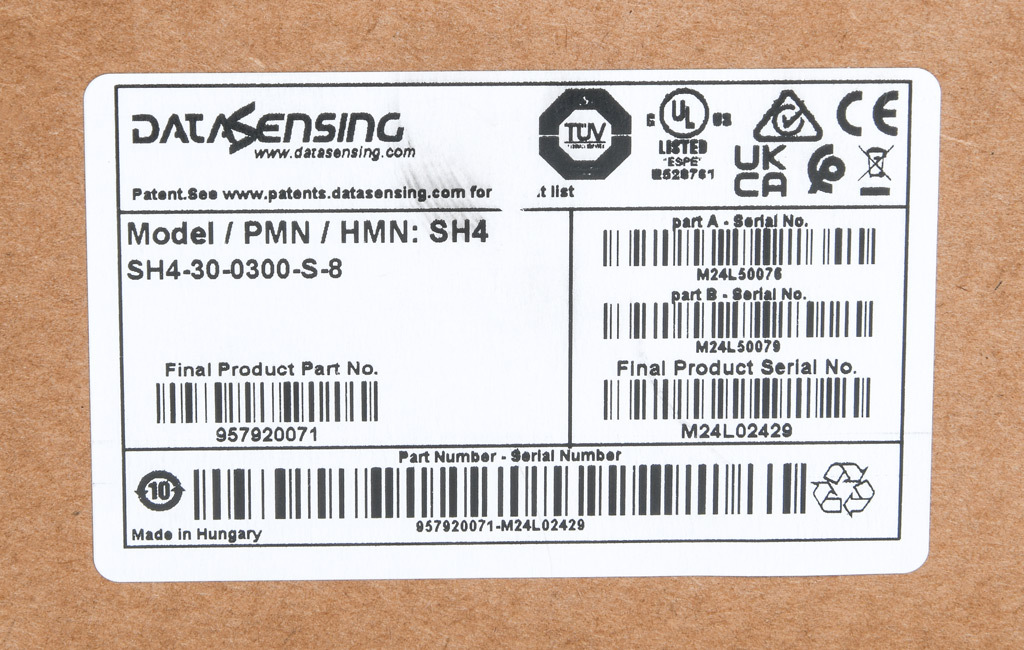 DATASENSING
www.datasensing.com
Patent.See www.patents.datasensing.com for t list
TÜV
C UL US
LISTED
"ESPE"
E528761
CE
UK
CA
Model / PMN / HMN: SH4
SH4-30-0300-S-8
part A - Serial No.
M24L50076
part B - Serial No.
M24L50079
Final Product Part No.
957920071
Final Product Serial No.
M24L02429
Part Number - Serial Number
957920071-M24L02429
10
Made in Hungary